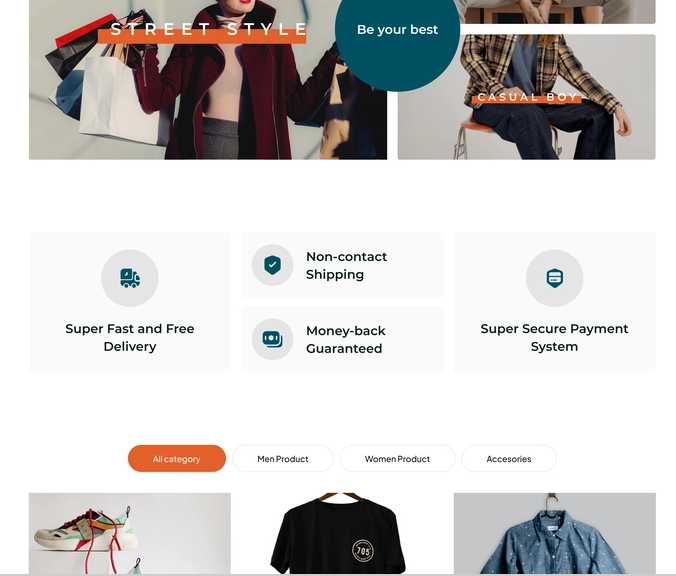 STREET STYLE
Be your best
CASUAL BOY
Super Fast and Free
Delivery
Non-contact
Shipping
Money-back
Guaranteed
Super Secure Payment
System
All category
Men Product
Women Product
Accesories
705